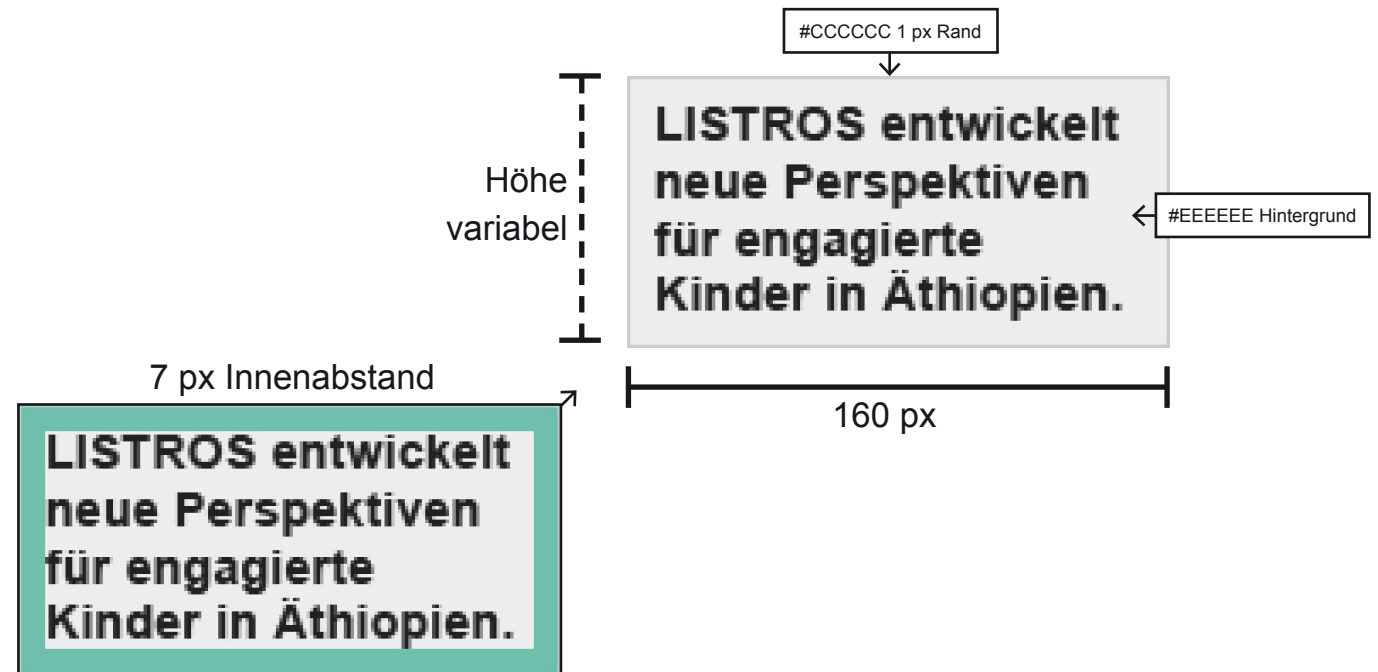 #CCCCCC 1 px Rand
LISTROS entwickelt
neue Perspektiven
für engagierte
Kinder in Äthiopien.
Höhe
variabel
#EEEEEE Hintergrund
160 px
7 px Innenabstand
LISTROS entwickelt
neue Perspektiven
für engagierte
Kinder in Äthiopien.